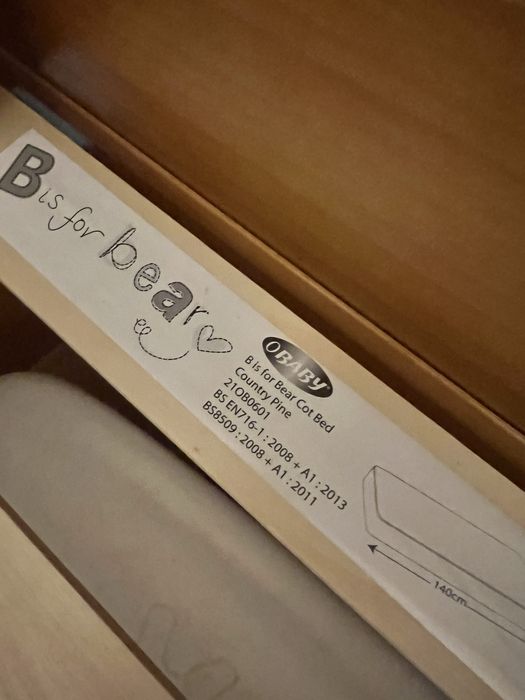 B is for bear
OBABY
B is for Bear Cot Bed
Country Pine
21OB0601
BS EN716-1 : 2008 + A1 : 2013
BS8509 : 2008 + A1 : 2011
140cm